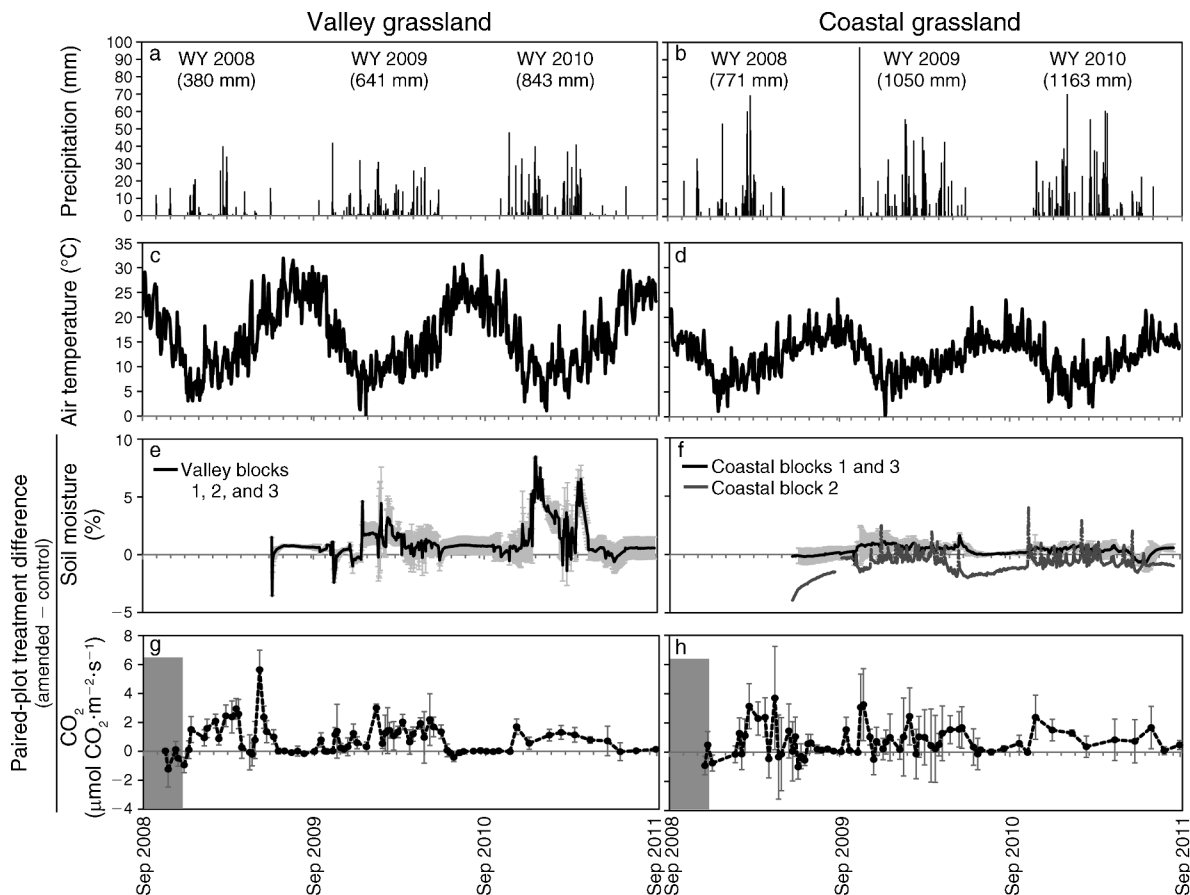 Valley grassland
Coastal grassland
Precipitation (mm)
100
90
80
70
60
50
40
30
20
10
0
a
WY 2008
(380 mm)
WY 2009
(641 mm)
WY 2010
(843 mm)
b
WY 2008
(771 mm)
WY 2009
(1050 mm)
WY 2010
(1163 mm)
Air temperature (°C)
35
30
25
20
15
10
5
0
c
d
Paired-plot treatment difference
(amended − control)
Soil moisture
(%)
10
5
0
−5
e
Valley blocks
1, 2, and 3
f
Coastal blocks 1 and 3
Coastal block 2
CO2
(μmol CO2·m−2·s−1)
8
6
4
2
0
−2
−4
g
h
Sep 2008
Sep 2009
Sep 2010
Sep 2011
Sep 2008
Sep 2009
Sep 2010
Sep 2011